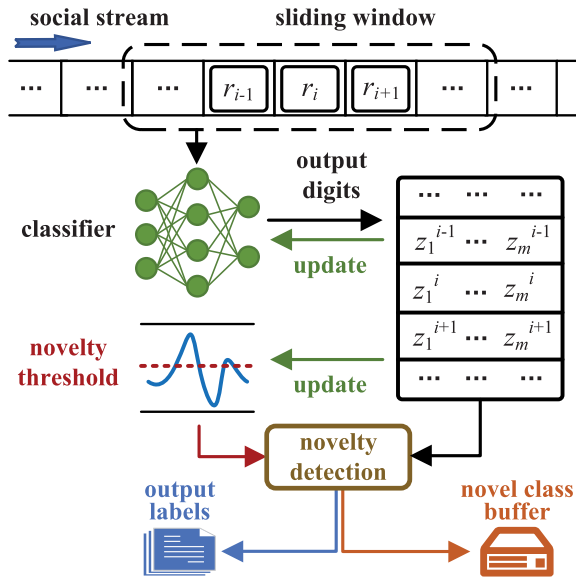 social stream
sliding window
... ... ... r_{i-1} r_i r_{i+1} ... ...
output
digits
classifier
update
... ... ...
z_1^{i-1} ... z_m^{i-1}
z_1^i ... z_m^i
z_1^{i+1} ... z_m^{i+1}
... ... ...
novelty
threshold
update
novelty
detection
output
labels
novel class
buffer